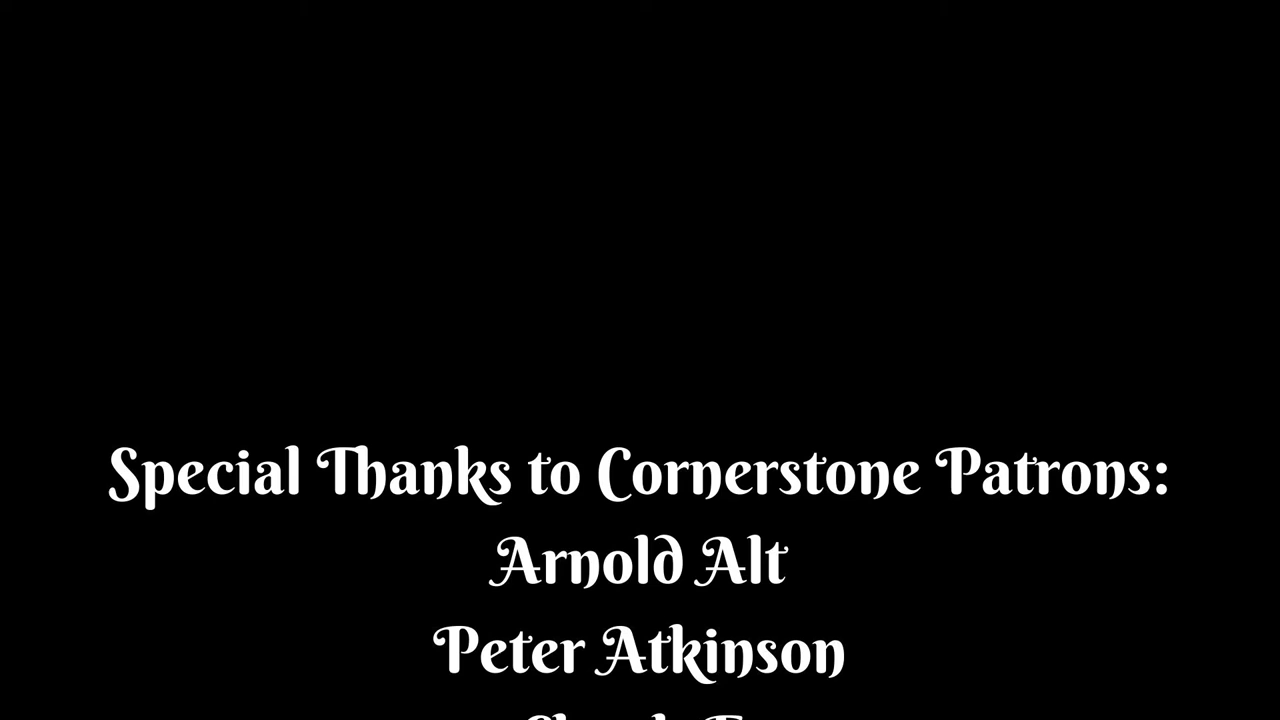 Special Thanks to Cornerstone Patrons:
Arnold Alt
Peter Atkinson